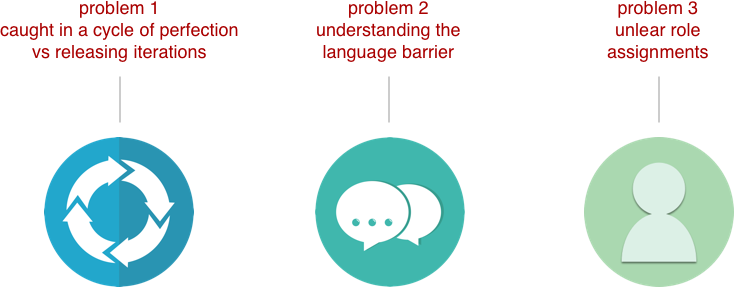 problem 1
caught in a cycle of perfection
vs releasing iterations
problem 2
understanding the
language barrier
problem 3
unlear role
assignments